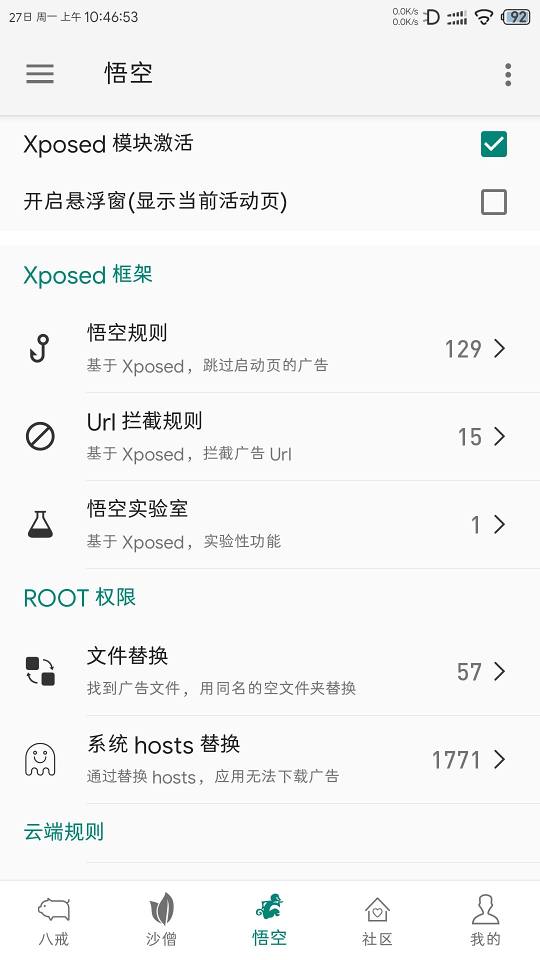 27日 周一 上午 10:46:53
0.0K/s
0.0K/s
92
悟空
Xposed 模块激活
开启悬浮窗(显示当前活动页)
Xposed 框架
悟空规则
129
基于 Xposed，跳过启动页的广告
Url 拦截规则
15
基于 Xposed，拦截广告 Url
悟空实验室
1
基于 Xposed，实验性功能
ROOT 权限
文件替换
57
找到广告文件，用同名的空文件夹替换
系统 hosts 替换
1771
通过替换 hosts，应用无法下载广告
云端规则
八戒
沙僧
悟空
社区
我的